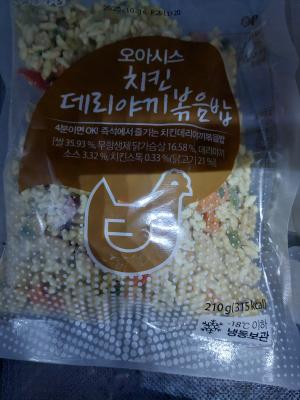 오아시스
치킨
데리야끼볶음밥
4분이면 OK! 즉석에서 즐기는 치킨데리야끼볶음밥
[쌀 35.93 %, 무항생제 닭가슴살 16.58 %, 데리야끼
소스 3.32 %, 치킨스톡 0.33 %(닭고기 21 %)]
210 g(315 kcal)
-18℃ 이하
냉동보관